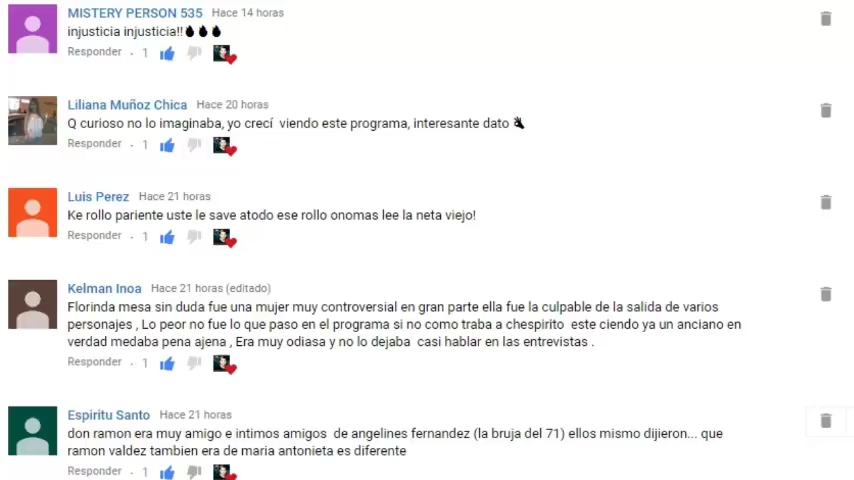 MISTERY PERSON 535 Hace 14 horas
injusticia injusticia!!
Responder · 1
Liliana Muñoz Chica Hace 20 horas
Q curioso no lo imaginaba, yo crecí viendo este programa, interesante dato
Responder · 1
Luis Perez Hace 21 horas
Ke rollo pariente uste le save atodo ese rollo onomas lee la neta viejo!
Responder · 1
Kelman Inoa Hace 21 horas (editado)
Florinda mesa sin duda fue una mujer muy controversial en gran parte ella fue la culpable de la salida de varios
personajes , Lo peor no fue lo que paso en el programa si no como traba a chespirito este ciendo ya un anciano en
verdad medaba pena ajena , Era muy odiasa y no lo dejaba casi hablar en las entrevistas .
Responder · 1
Espiritu Santo Hace 21 horas
don ramon era muy amigo e intimos amigos de angelines fernandez (la bruja del 71) ellos mismo dijieron... que
ramon valdez tambien era de maria antonieta es diferente
Responder · 1